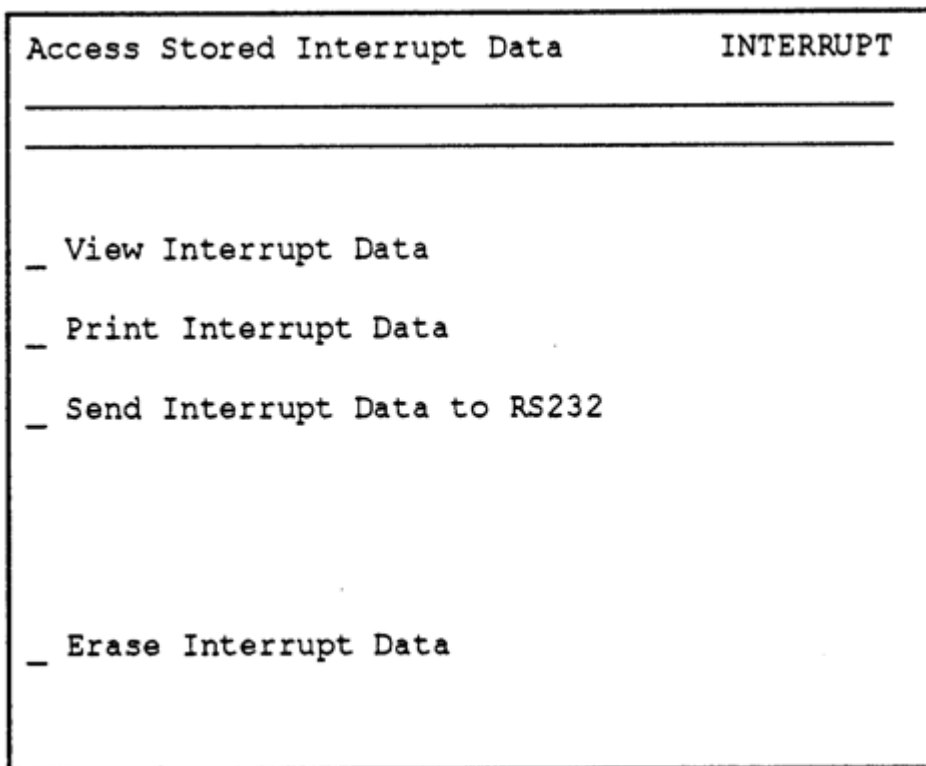 Access Stored Interrupt Data INTERRUPT
_ View Interrupt Data
_ Print Interrupt Data
_ Send Interrupt Data to RS232
_ Erase Interrupt Data